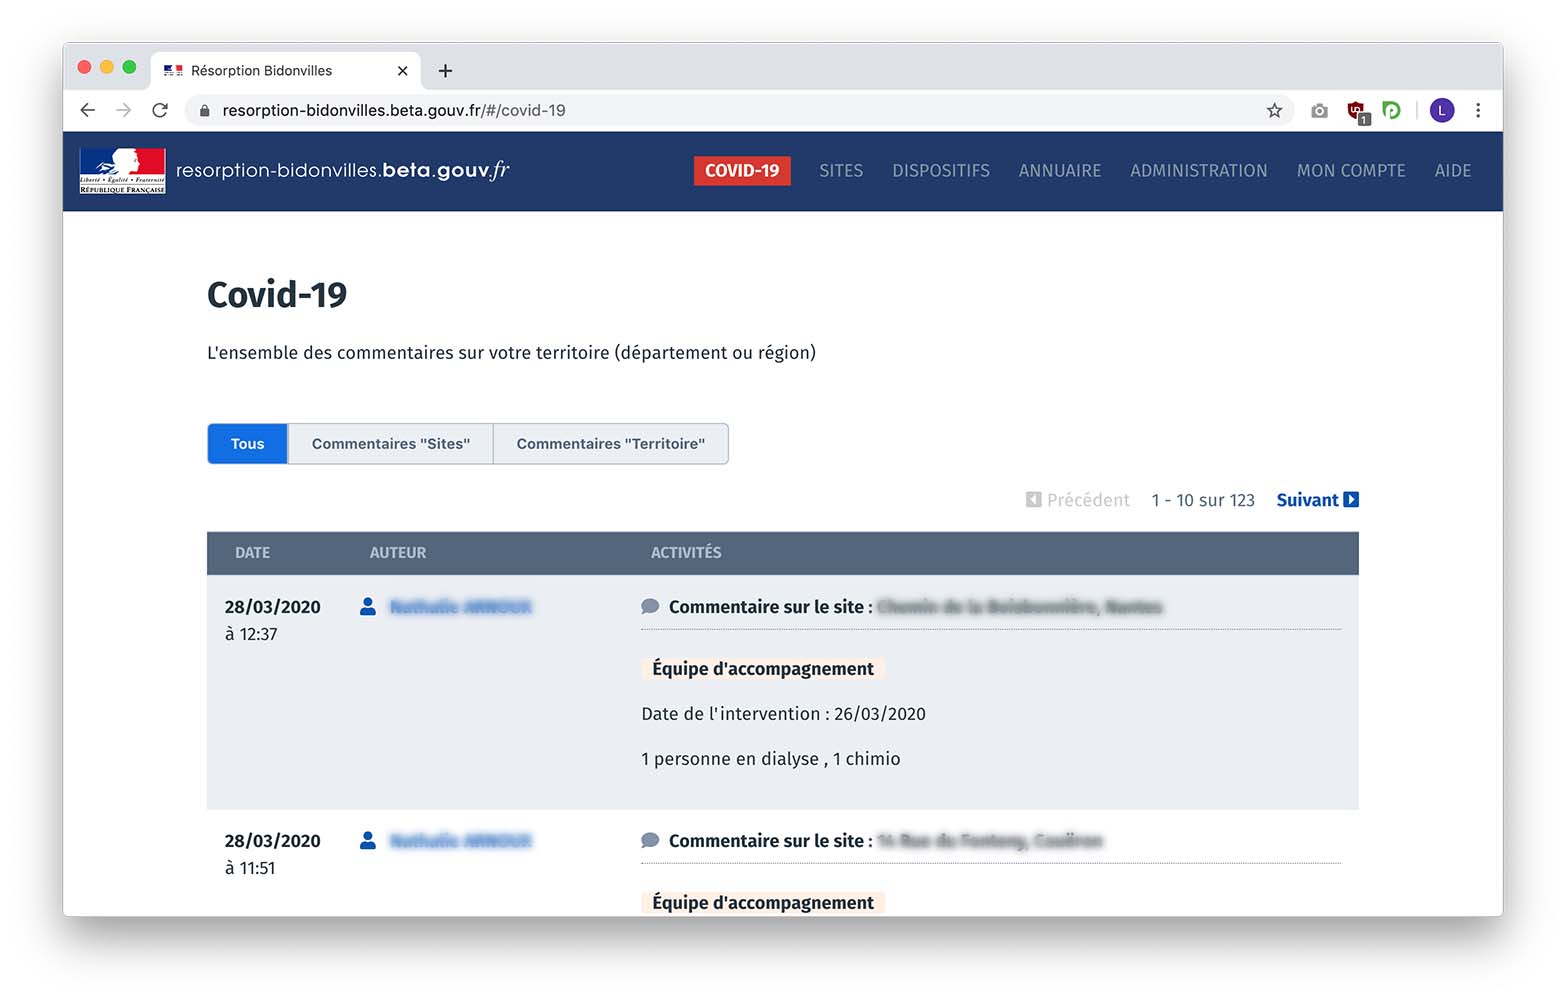 Résorption Bidonvilles
resorption-bidonvilles.beta.gouv.fr/#/covid-19
1
L
Liberté • Égalité • Fraternité
RÉPUBLIQUE FRANÇAISE
resorption-bidonvilles.beta.gouv.fr
COVID-19 SITES DISPOSITIFS ANNUAIRE ADMINISTRATION MON COMPTE AIDE
Covid-19
L'ensemble des commentaires sur votre territoire (département ou région)
Tous Commentaires "Sites" Commentaires "Territoire"
Précédent 1 - 10 sur 123 Suivant
DATE AUTEUR ACTIVITÉS
28/03/2020 Commentaire sur le site :
à 12:37
Équipe d'accompagnement
Date de l'intervention : 26/03/2020
1 personne en dialyse , 1 chimio
28/03/2020 Commentaire sur le site :
à 11:51
Équipe d'accompagnement